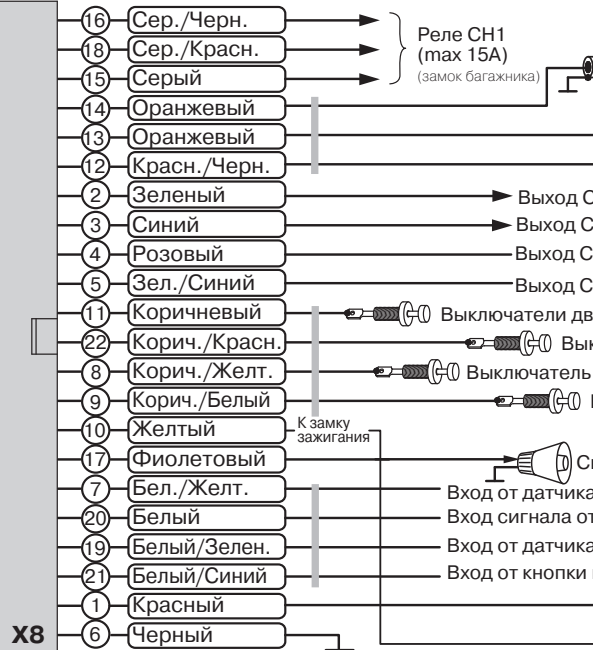 16 Сер./Черн.
18 Сер./Красн.
15 Серый
Реле CH1
(max 15А)
(замок багажника)
14 Оранжевый
13 Оранжевый
12 Красн./Черн.
2 Зеленый Выход С
3 Синий Выход С
4 Розовый Выход С
5 Зел./Синий Выход С
11 Коричневый Выключатели дв
22 Корич./Красн. Вык
8 Корич./Желт. Выключатель
9 Корич./Белый
10 Желтый К замку
зажигания
17 Фиолетовый
7 Бел./Желт. Вход от датчика
20 Белый Вход сигнала от
19 Белый/Зелен. Вход от датчика
21 Белый/Синий Вход от кнопки
1 Красный
X8 6 Черный